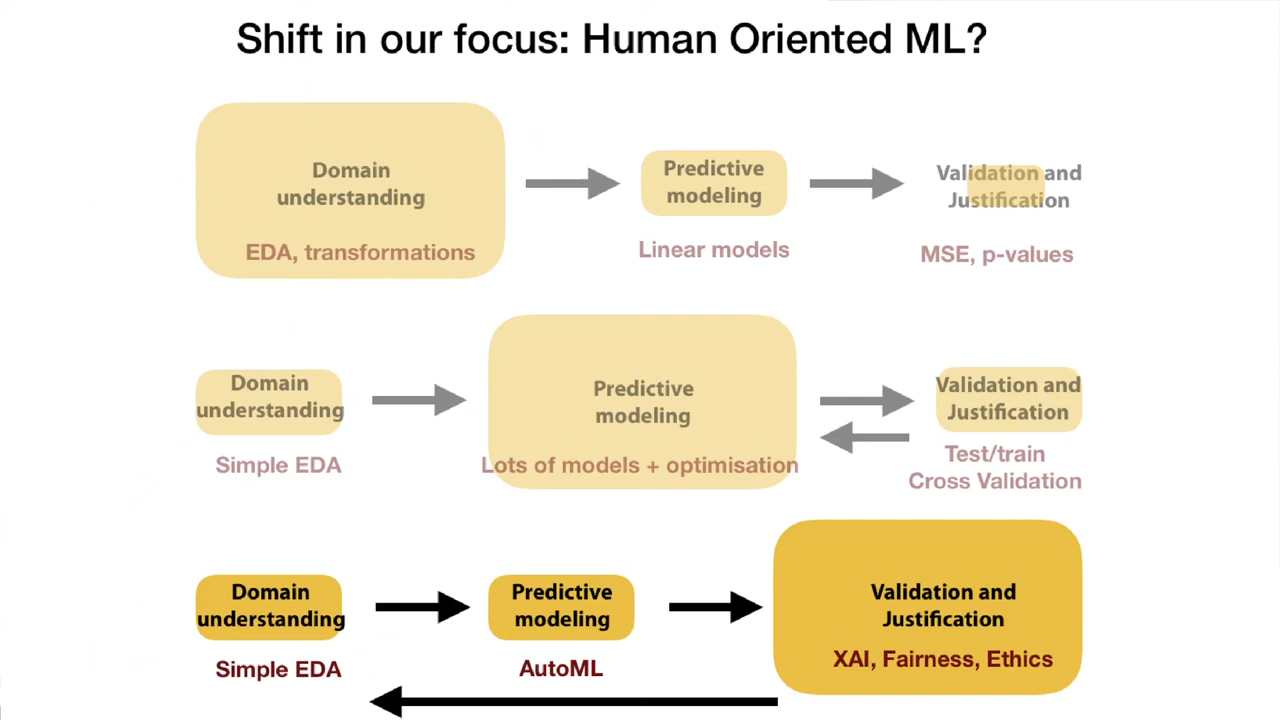 Shift in our focus: Human Oriented ML?
Domain
understanding
EDA, transformations
Predictive
modeling
Linear models
Validation and
Justification
MSE, p-values
Domain
understanding
Simple EDA
Predictive
modeling
Lots of models + optimisation
Validation and
Justification
Test/train
Cross Validation
Domain
understanding
Simple EDA
Predictive
modeling
AutoML
Validation and
Justification
XAI, Fairness, Ethics